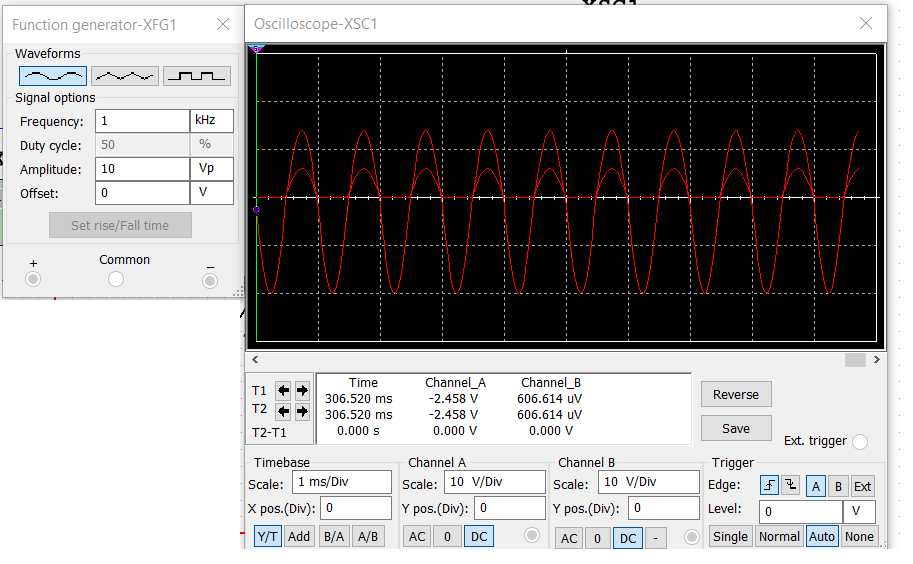 Function generator-XFG1
Waveforms
Signal options
Frequency: 1 kHz
Duty cycle: 50 %
Amplitude: 10 Vp
Offset: 0 V
Set rise/Fall time
+ Common −
Oscilloscope-XSC1
Time Channel_A Channel_B
T1 306.520 ms -2.458 V 606.614 uV
T2 306.520 ms -2.458 V 606.614 uV
T2-T1 0.000 s 0.000 V 0.000 V
Reverse
Save
Ext. trigger
Timebase
Scale: 1 ms/Div
X pos.(Div): 0
Y/T Add B/A A/B
Channel A
Scale: 10 V/Div
Y pos.(Div): 0
AC 0 DC
Channel B
Scale: 10 V/Div
Y pos.(Div): 0
AC 0 DC -
Trigger
Edge: A B Ext
Level: 0 V
Single Normal Auto None